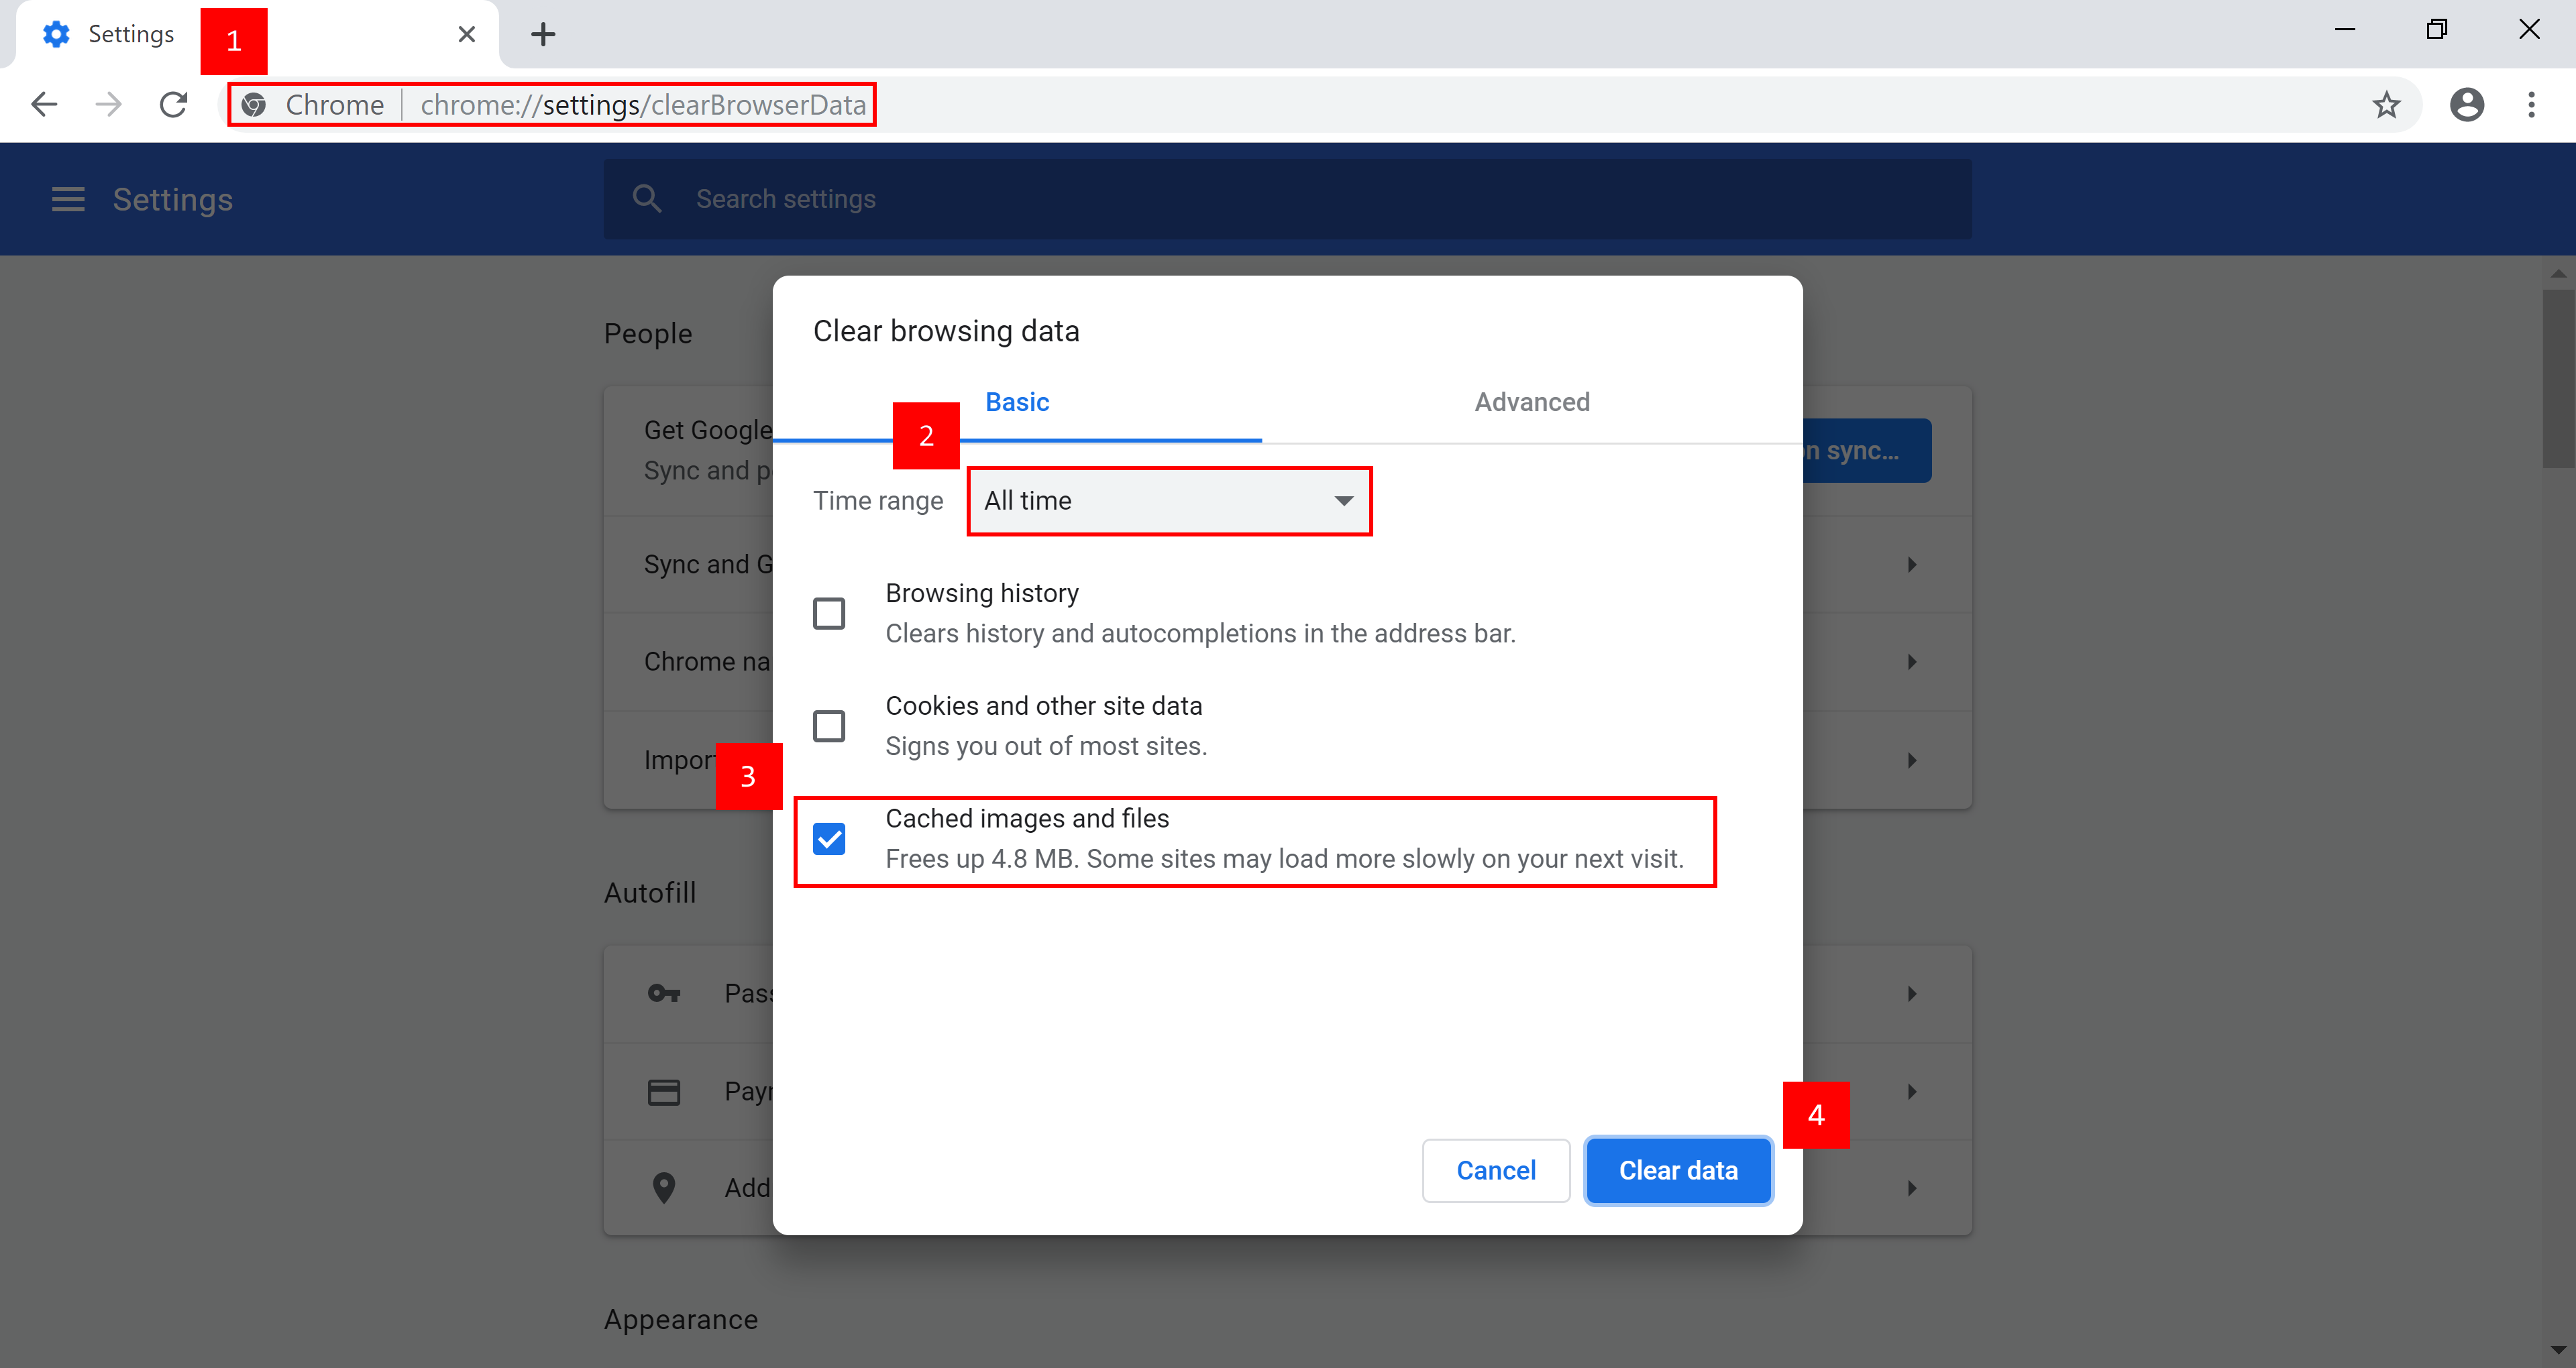 Settings
1
Chrome chrome://settings/clearBrowserData
Settings
Search settings
People
Clear browsing data
Basic
Advanced
2
Get Google
Sync and p
n sync...
Time range
All time
Sync and G
Browsing history
Clears history and autocompletions in the address bar.
Chrome na
Cookies and other site data
Signs you out of most sites.
Import
3
Cached images and files
Frees up 4.8 MB. Some sites may load more slowly on your next visit.
Autofill
Pass
Payr
4
Add
Cancel
Clear data
Appearance